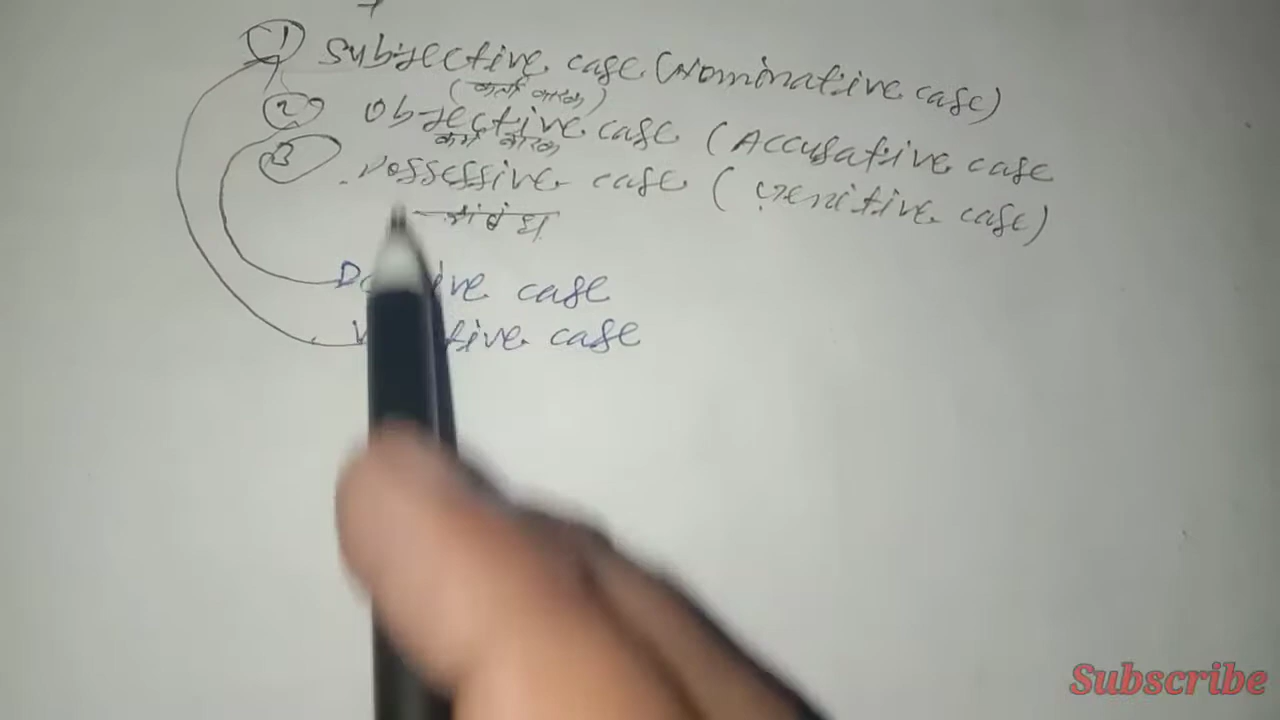 1 Subjective case (Nominative case)
(कर्ता कारक)
2 Objective case (Accusative case
कर्म कारक
3 Possessive case (Genitive case)
संबंध
case
case
Subscribe